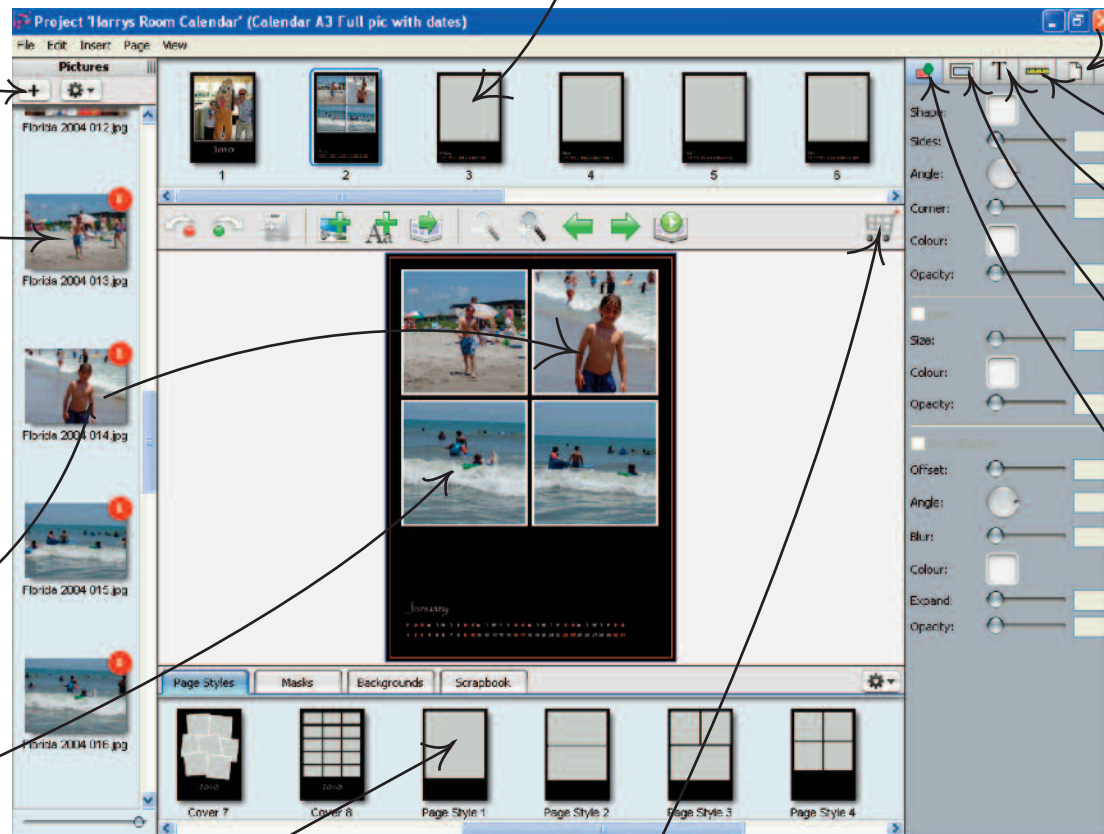 Project 'Harrys Room Calendar' (Calendar A3 Full pic with dates)
File Edit Insert Page View
Pictures
Florida 2004 012.jpg
Florida 2004 013.jpg
Florida 2004 014.jpg
Florida 2004 015.jpg
Florida 2004 016.jpg
2010
1 2 3 4 5 6
Aa
T
January
Page Styles Masks Backgrounds Scrapbook
2010 2010
Cover 7 Cover 8 Page Style 1 Page Style 2 Page Style 3 Page Style 4
Shape:
Sides:
Angle:
Corner:
Colour:
Opacity:
Size:
Colour:
Opacity:
Offset:
Angle:
Blur:
Colour:
Expand:
Opacity: